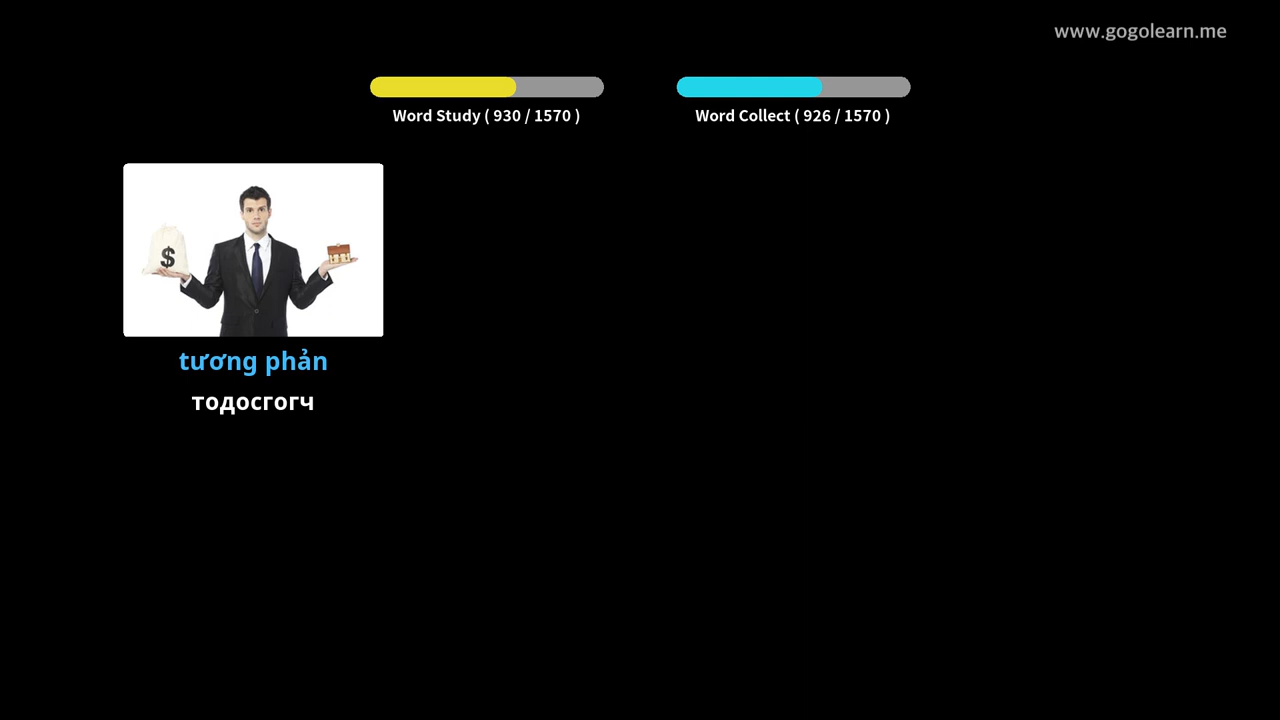 www.gogolearn.me
Word Study ( 930 / 1570 )
Word Collect ( 926 / 1570 )
$
tương phản
тодосгогч